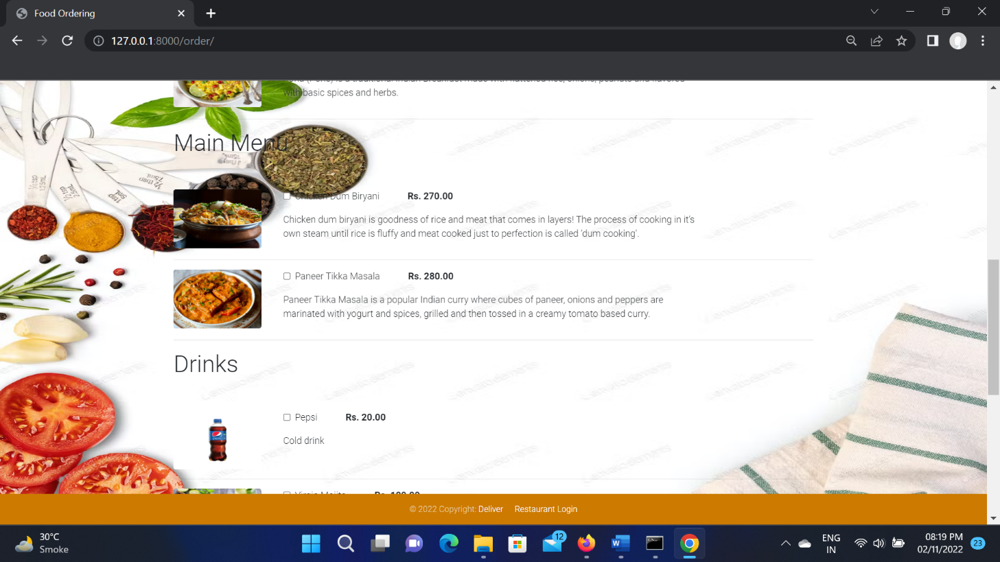 Food Ordering
127.0.0.1:8000/order/
with basic spices and herbs.
Main Menu
Chicken Dum Biryani Rs. 270.00
Chicken dum biryani is goodness of rice and meat that comes in layers! The process of cooking in it’s
own steam until rice is fluffy and meat cooked just to perfection is called ‘dum cooking’.
Paneer Tikka Masala Rs. 280.00
Paneer Tikka Masala is a popular Indian curry where cubes of paneer, onions and peppers are
marinated with yogurt and spices, grilled and then tossed in a creamy tomato based curry.
Drinks
Pepsi Rs. 20.00
Cold drink
© 2022 Copyright: Deliver Restaurant Login
30°C
Smoke
12
ENG
IN
08:19 PM
02/11/2022
23